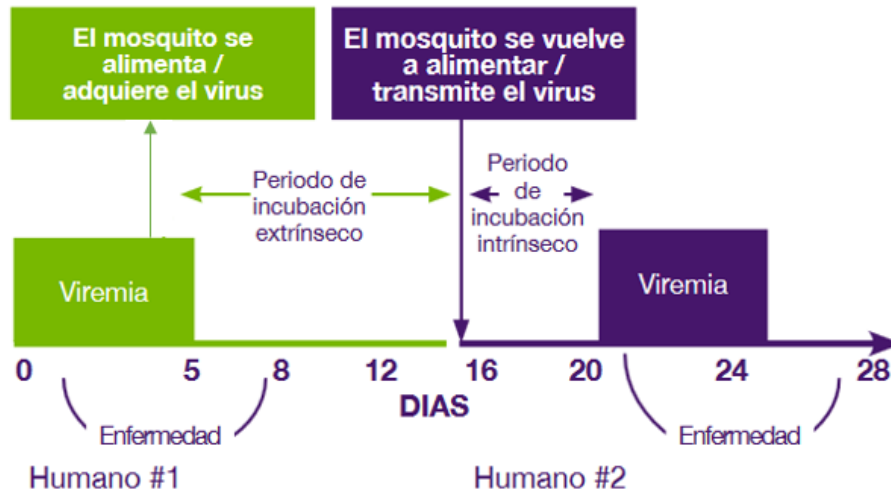 El mosquito se
alimenta /
adquiere el virus
El mosquito se vuelve
a alimentar /
transmite el virus
Periodo de
incubación
extrínseco
Periodo
de
incubación
intrínseco
Viremia
Viremia
0 5 8 12 16 20 24 28
DIAS
Enfermedad
Enfermedad
Humano #1
Humano #2